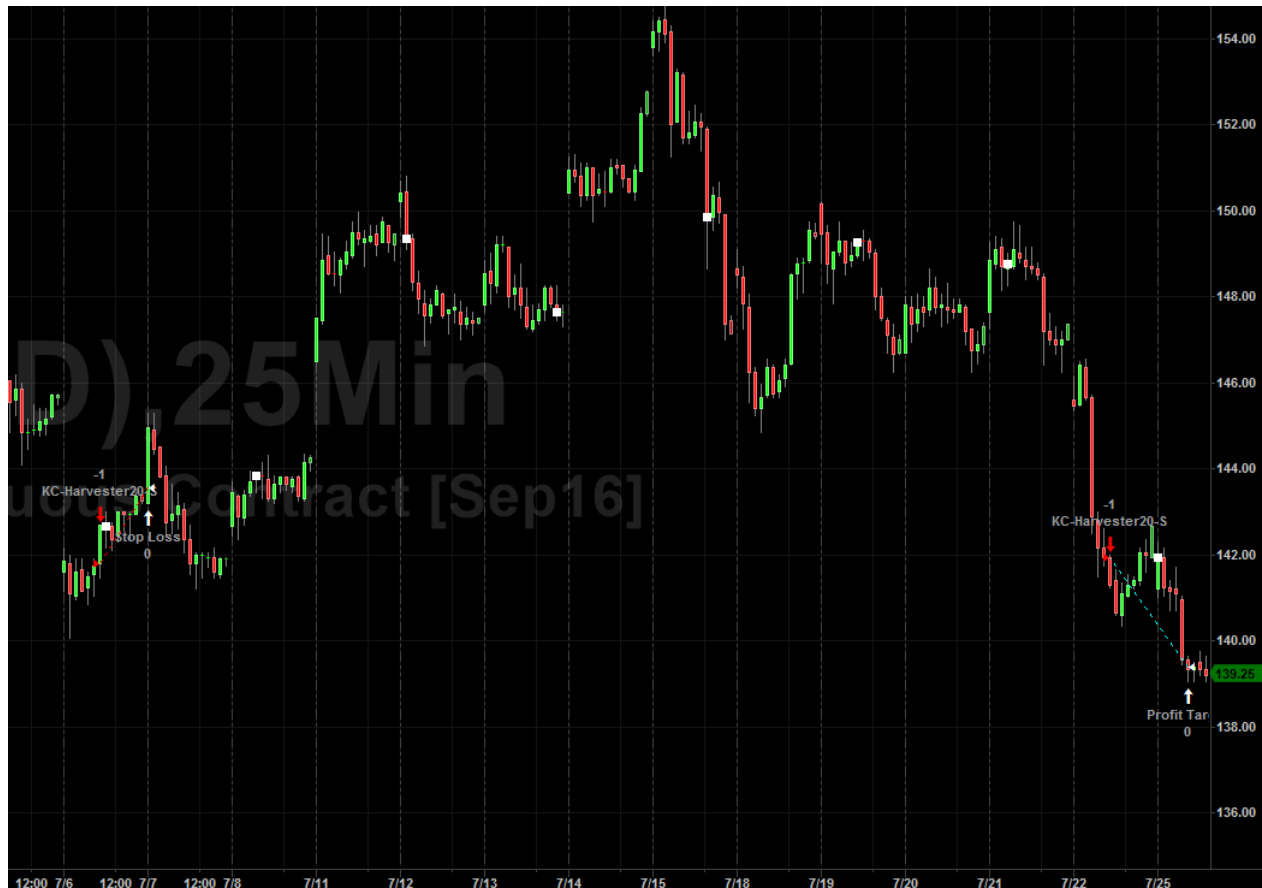 154.00
152.00
150.00
148.00
146.00
D),25Min
144.00
-1
KC-Harvester20-S
uous Contract [Sep16]
Stop Loss
0
-1
KC-Harvester20-S
142.00
140.00
139.25
Profit Tar
0
138.00
136.00
12:00 7/6 12:00 7/7 12:00 7/8 7/11 7/12 7/13 7/14 7/15 7/18 7/19 7/20 7/21 7/22 7/25